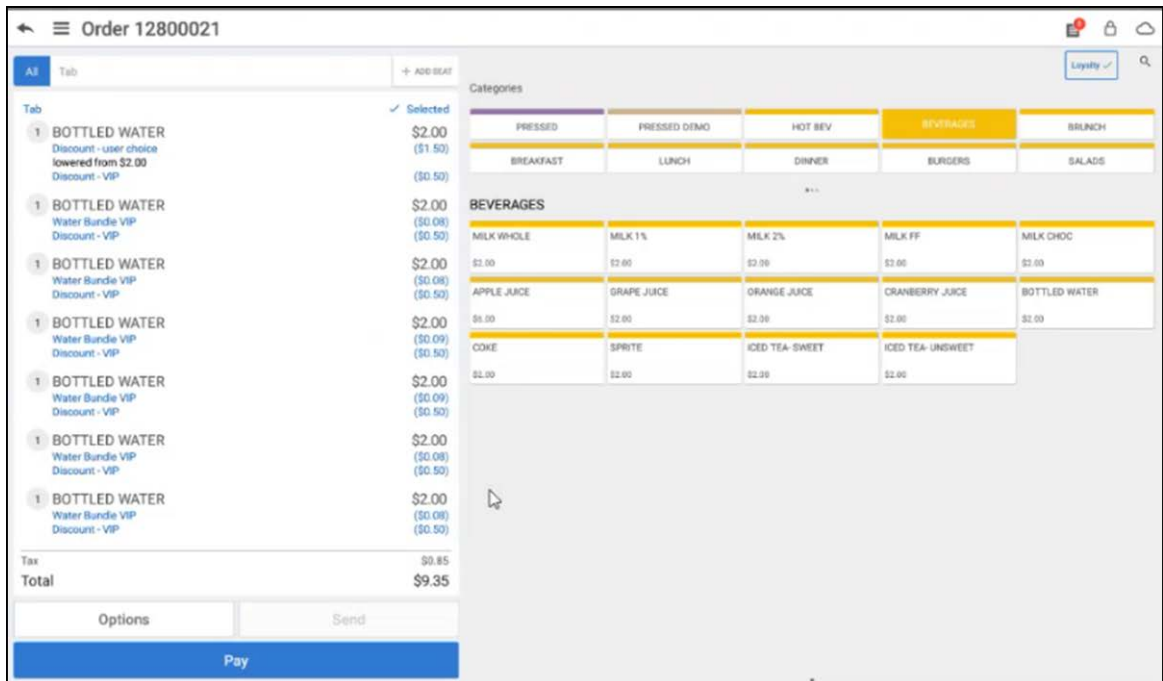 Order 12800021
All Tab + ADD SEAT
Loyalty ✓
Tab ✓ Selected
1 BOTTLED WATER $2.00
Discount - user choice ($1.50)
lowered from $2.00
Discount - VIP ($0.50)
1 BOTTLED WATER $2.00
Water Bundle VIP ($0.08)
Discount - VIP ($0.50)
1 BOTTLED WATER $2.00
Water Bundle VIP ($0.08)
Discount - VIP ($0.50)
1 BOTTLED WATER $2.00
Water Bundle VIP ($0.09)
Discount - VIP ($0.50)
1 BOTTLED WATER $2.00
Water Bundle VIP ($0.09)
Discount - VIP ($0.50)
1 BOTTLED WATER $2.00
Water Bundle VIP ($0.08)
Discount - VIP ($0.50)
1 BOTTLED WATER $2.00
Water Bundle VIP ($0.08)
Discount - VIP ($0.50)
Tax $0.85
Total $9.35
Options Send
Pay
Categories
PRESSED PRESSED DEMO HOT BEV BEVERAGES BRUNCH
BREAKFAST LUNCH DINNER BURGERS SALADS
BEVERAGES
MILK WHOLE MILK 1% MILK 2% MILK FF MILK CHOC
$2.00 $2.00 $2.00 $2.00 $2.00
APPLE JUICE GRAPE JUICE ORANGE JUICE CRANBERRY JUICE BOTTLED WATER
$2.00 $2.00 $2.00 $2.00
COKE SPRITE ICED TEA- SWEET ICED TEA- UNSWEET
$2.00 $2.00 $2.00 $2.00